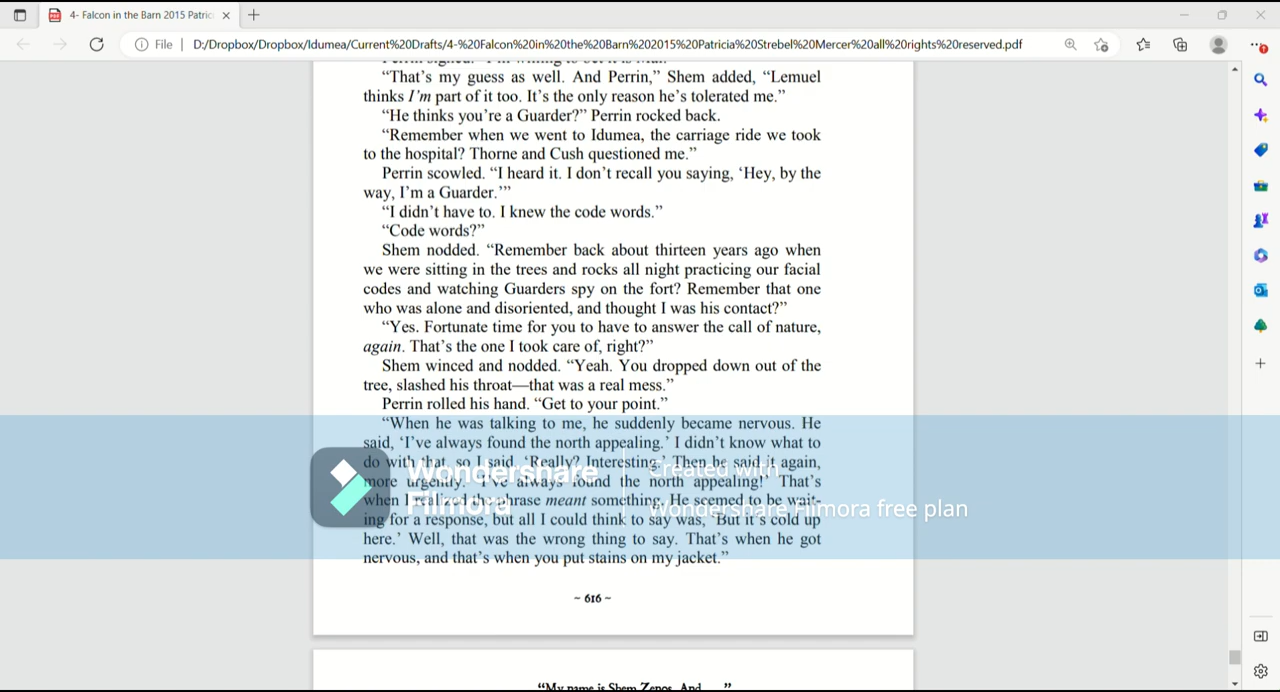 4- Falcon in the Barn 2015 Patric
File
D:/Dropbox/Dropbox/Idumea/Current%20Drafts/4-%20Falcon%20in%20the%20Barn%202015%20Patricia%20Strebel%20Mercer%20all%20rights%20reserved.pdf
“That’s my guess as well. And Perrin,” Shem added, “Lemuel
thinks I’m part of it too. It’s the only reason he’s tolerated me.”
“He thinks you’re a Guarder?” Perrin rocked back.
“Remember when we went to Idumea, the carriage ride we took
to the hospital? Thorne and Cush questioned me.”
Perrin scowled. “I heard it. I don’t recall you saying, ‘Hey, by the
way, I’m a Guarder.’”
“I didn’t have to. I knew the code words.”
“Code words?”
Shem nodded. “Remember back about thirteen years ago when
we were sitting in the trees and rocks all night practicing our facial
codes and watching Guarders spy on the fort? Remember that one
who was alone and disoriented, and thought I was his contact?”
“Yes. Fortunate time for you to have to answer the call of nature,
again. That’s the one I took care of, right?”
Shem winced and nodded. “Yeah. You dropped down out of the
tree, slashed his throat—that was a real mess.”
Perrin rolled his hand. “Get to your point.”
“When he was talking to me, he suddenly became nervous. He
said, ‘I’ve always found the north appealing.’ I didn’t know what to
do with that, so I said, ‘Really? Interesting.’ Then he said it again,
more urgently. ‘I’ve always found the north appealing!’ That’s
when I realized the phrase meant something. He seemed to be wait-
ing for a response, but all I could think to say was, ‘But it’s cold up
here.’ Well, that was the wrong thing to say. That’s when he got
nervous, and that’s when you put stains on my jacket.”
Wondershare
Filmora
Created with
Wondershare Filmora free plan
~ 616 ~
“My name is Shem Zenos. And . . .”